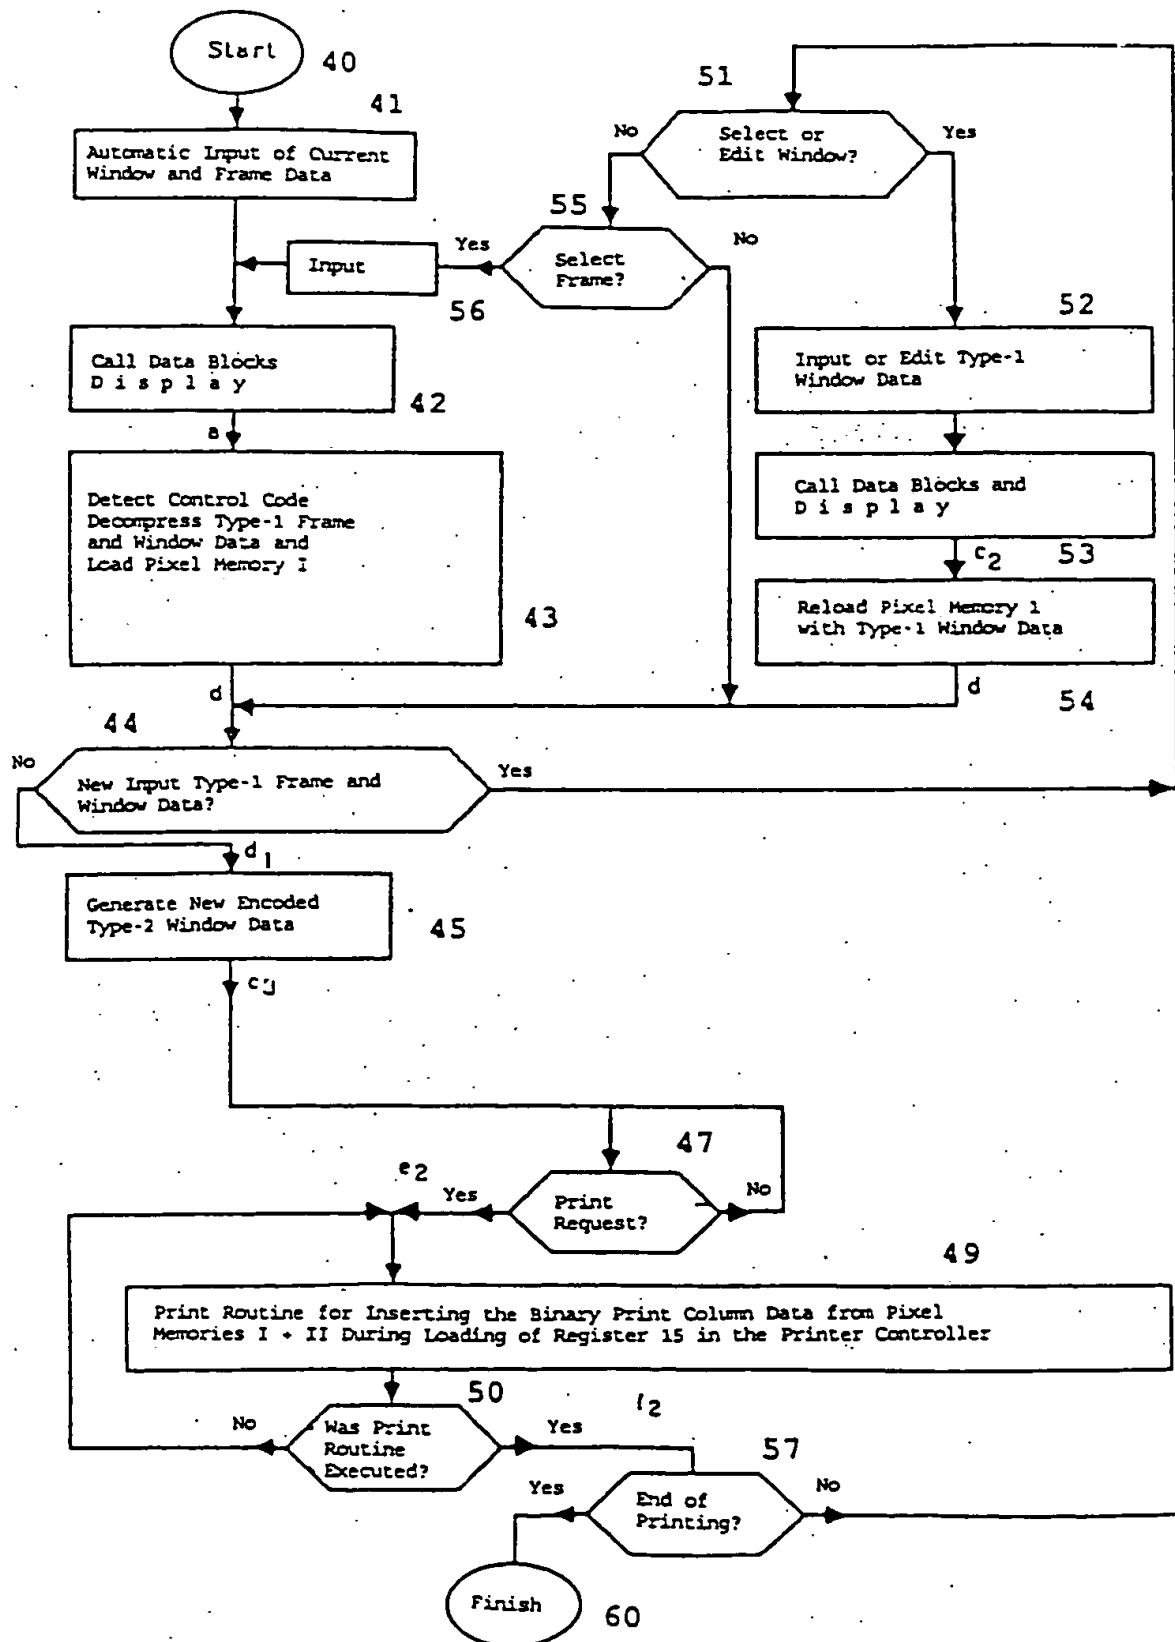 Start
40
41
Automatic Input of Current
Window and Frame Data
51
No
Select or
Edit Window?
Yes
55
Yes
Select
Frame?
No
Input
56
52
Call Data Blocks
D i s p l a y
42
Input or Edit Type-1
Window Data
a
Detect Control Code
Decompress Type-1 Frame
and Window Data and
Load Pixel Memory I
43
Call Data Blocks and
D i s p l a y
c2
53
Reload Pixel Memory 1
with Type-1 Window Data
d
d
54
44
No
New Input Type-1 Frame and
Window Data?
Yes
d1
Generate New Encoded
Type-2 Window Data
45
c3
47
e2
Yes
Print
Request?
No
49
Print Routine for Inserting the Binary Print Column Data from Pixel
Memories I + II During Loading of Register 15 in the Printer Controller
50
No
Was Print
Routine
Executed?
Yes
57
Yes
End of
Printing?
No
Finish
60